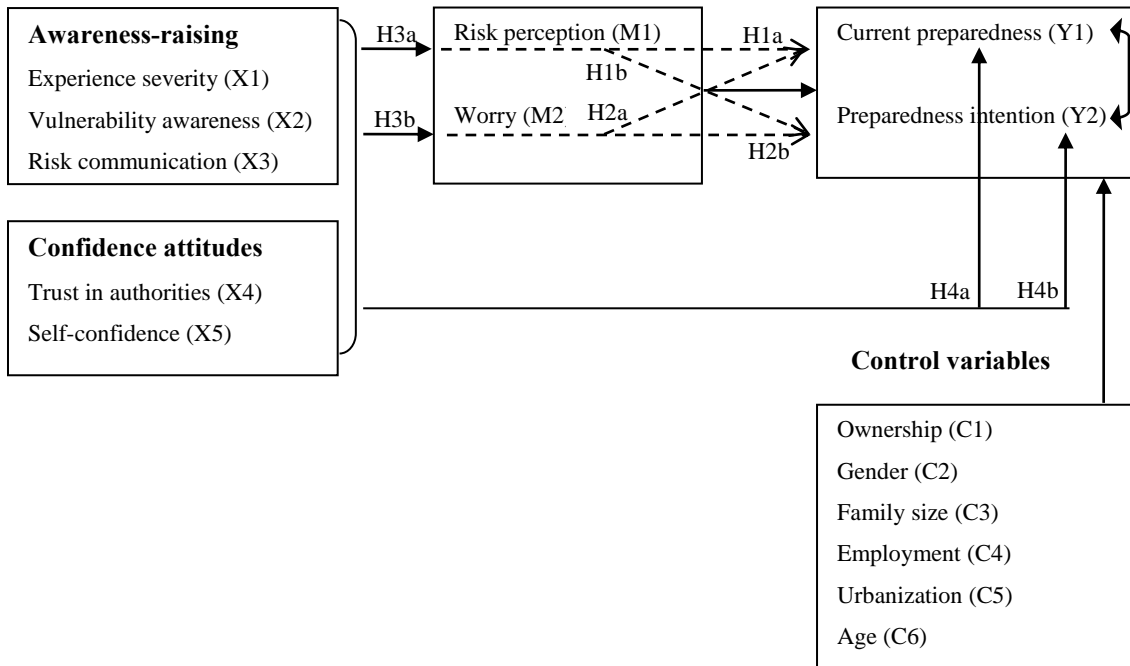 Awareness-raising
Experience severity (X1)
Vulnerability awareness (X2)
Risk communication (X3)
Confidence attitudes
Trust in authorities (X4)
Self-confidence (X5)
H3a
H3b
Risk perception (M1)
Worry (M2)
H1a
H1b
H2a
H2b
Current preparedness (Y1)
Preparedness intention (Y2)
H4a
H4b
Control variables
Ownership (C1)
Gender (C2)
Family size (C3)
Employment (C4)
Urbanization (C5)
Age (C6)